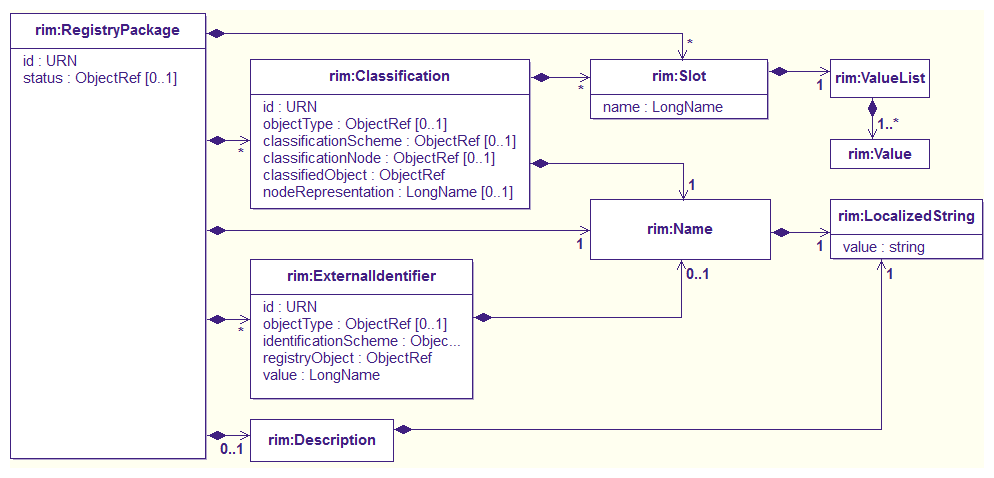 rim:RegistryPackage
id : URN
status : ObjectRef [0..1]
*
rim:Classification
id : URN
objectType : ObjectRef [0..1]
classificationScheme : ObjectRef [0..1]
classificationNode : ObjectRef [0..1]
classifiedObject : ObjectRef
nodeRepresentation : LongName [0..1]
*
*
rim:Slot
name : LongName
1
rim:ValueList
1..*
rim:Value
1
1
rim:Name
1
rim:LocalizedString
value : string
rim:ExternalIdentifier
id : URN
objectType : ObjectRef [0..1]
identificationScheme : Objec...
registryObject : ObjectRef
value : LongName
*
0..1
1
0..1
rim:Description